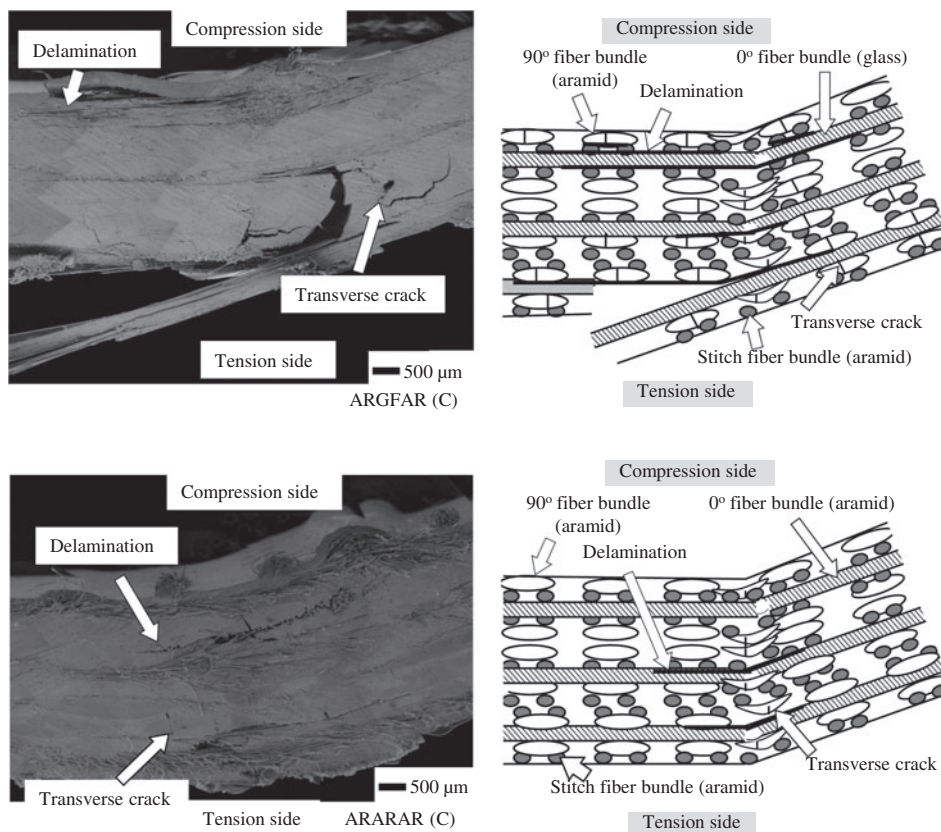 Compression side
Delamination
Transverse crack
Tension side
500 μm
ARGFAR (C)
Compression side
90° fiber bundle
(aramid)
0° fiber bundle (glass)
Delamination
Transverse crack
Stitch fiber bundle (aramid)
Tension side
Compression side
Delamination
Transverse crack
Tension side
500 μm
ARARAR (C)
Compression side
90° fiber bundle
(aramid)
0° fiber bundle (aramid)
Delamination
Transverse crack
Stitch fiber bundle (aramid)
Tension side